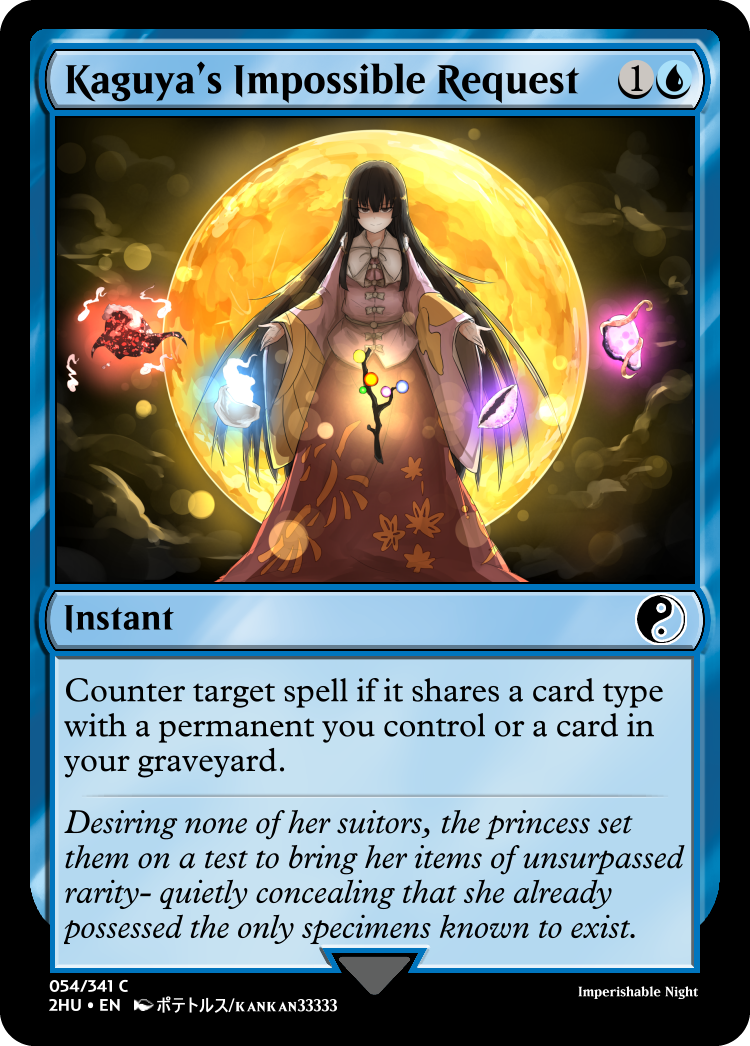 Kaguya's Impossible Request 1
Instant
Counter target spell if it shares a card type
with a permanent you control or a card in
your graveyard.
Desiring none of her suitors, the princess set
them on a test to bring her items of unsurpassed
rarity- quietly concealing that she already
possessed the only specimens known to exist.
054/341 C
2HU • EN ポテトルス/KANKAN33333
Imperishable Night